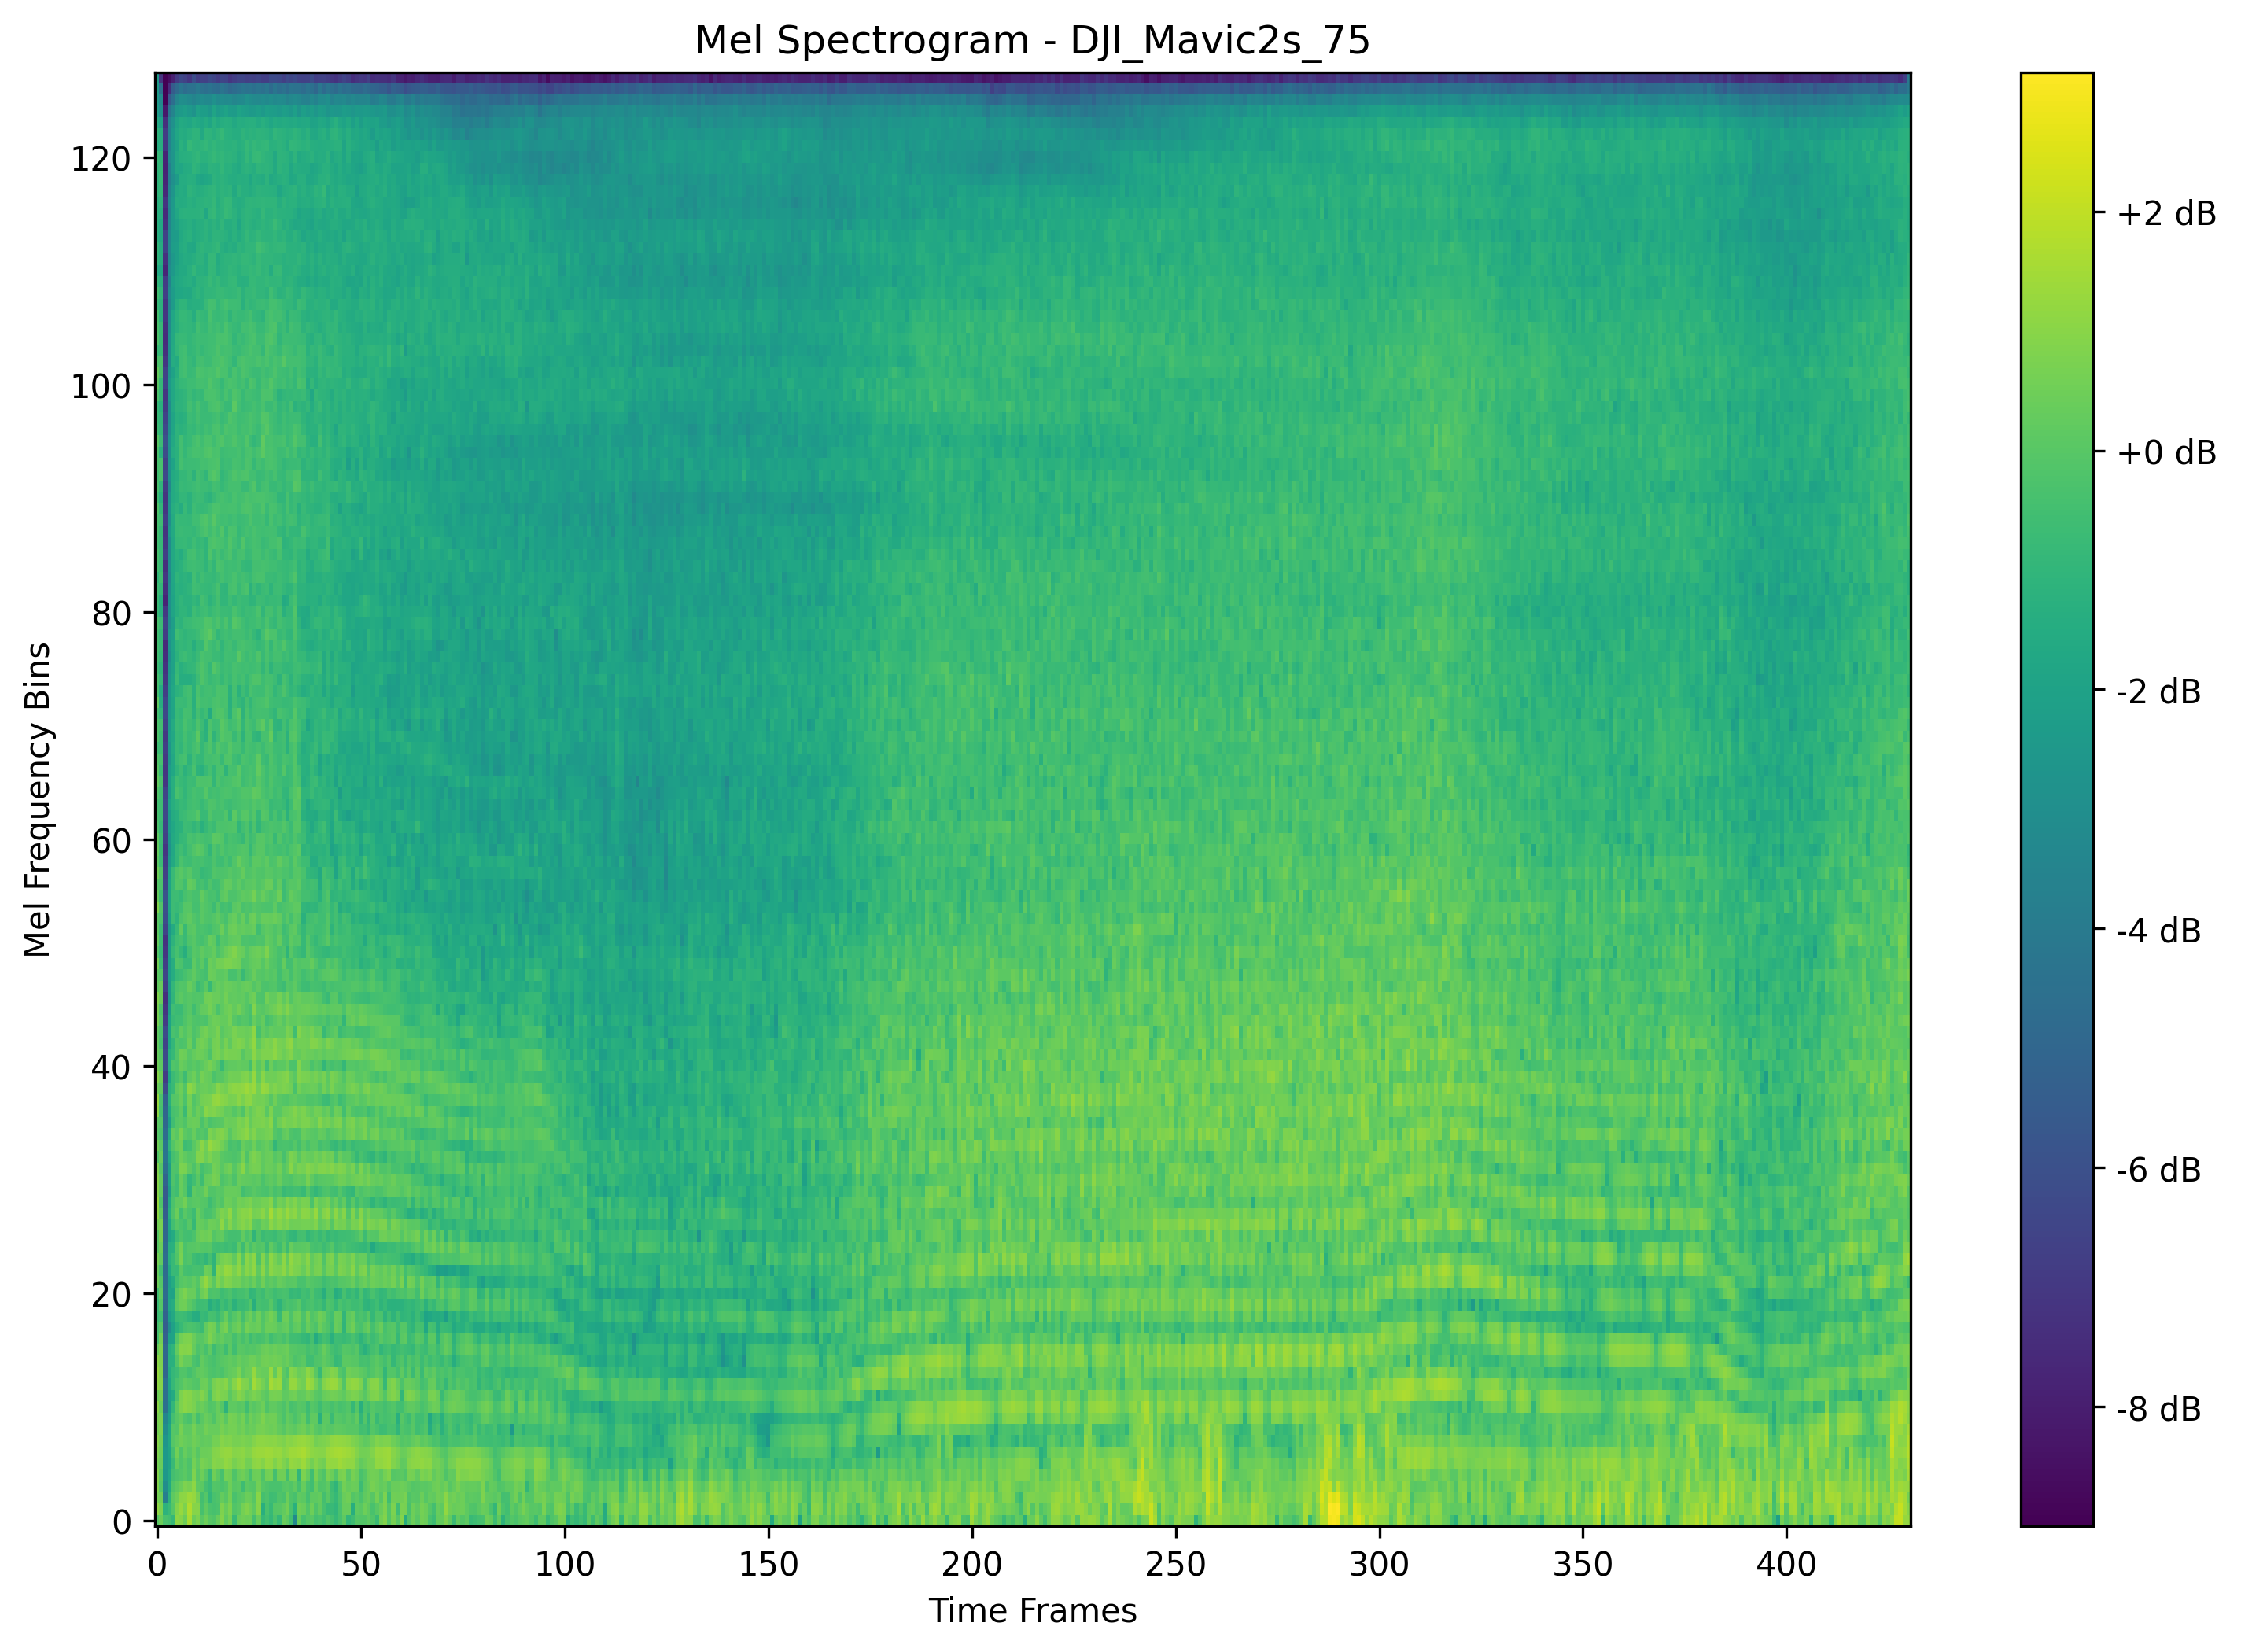 Mel Spectrogram - DJI_Mavic2s_75
Mel Frequency Bins
120
100
80
60
40
20
0
0 50 100 150 200 250 300 350 400
Time Frames
+2 dB
+0 dB
-2 dB
-4 dB
-6 dB
-8 dB